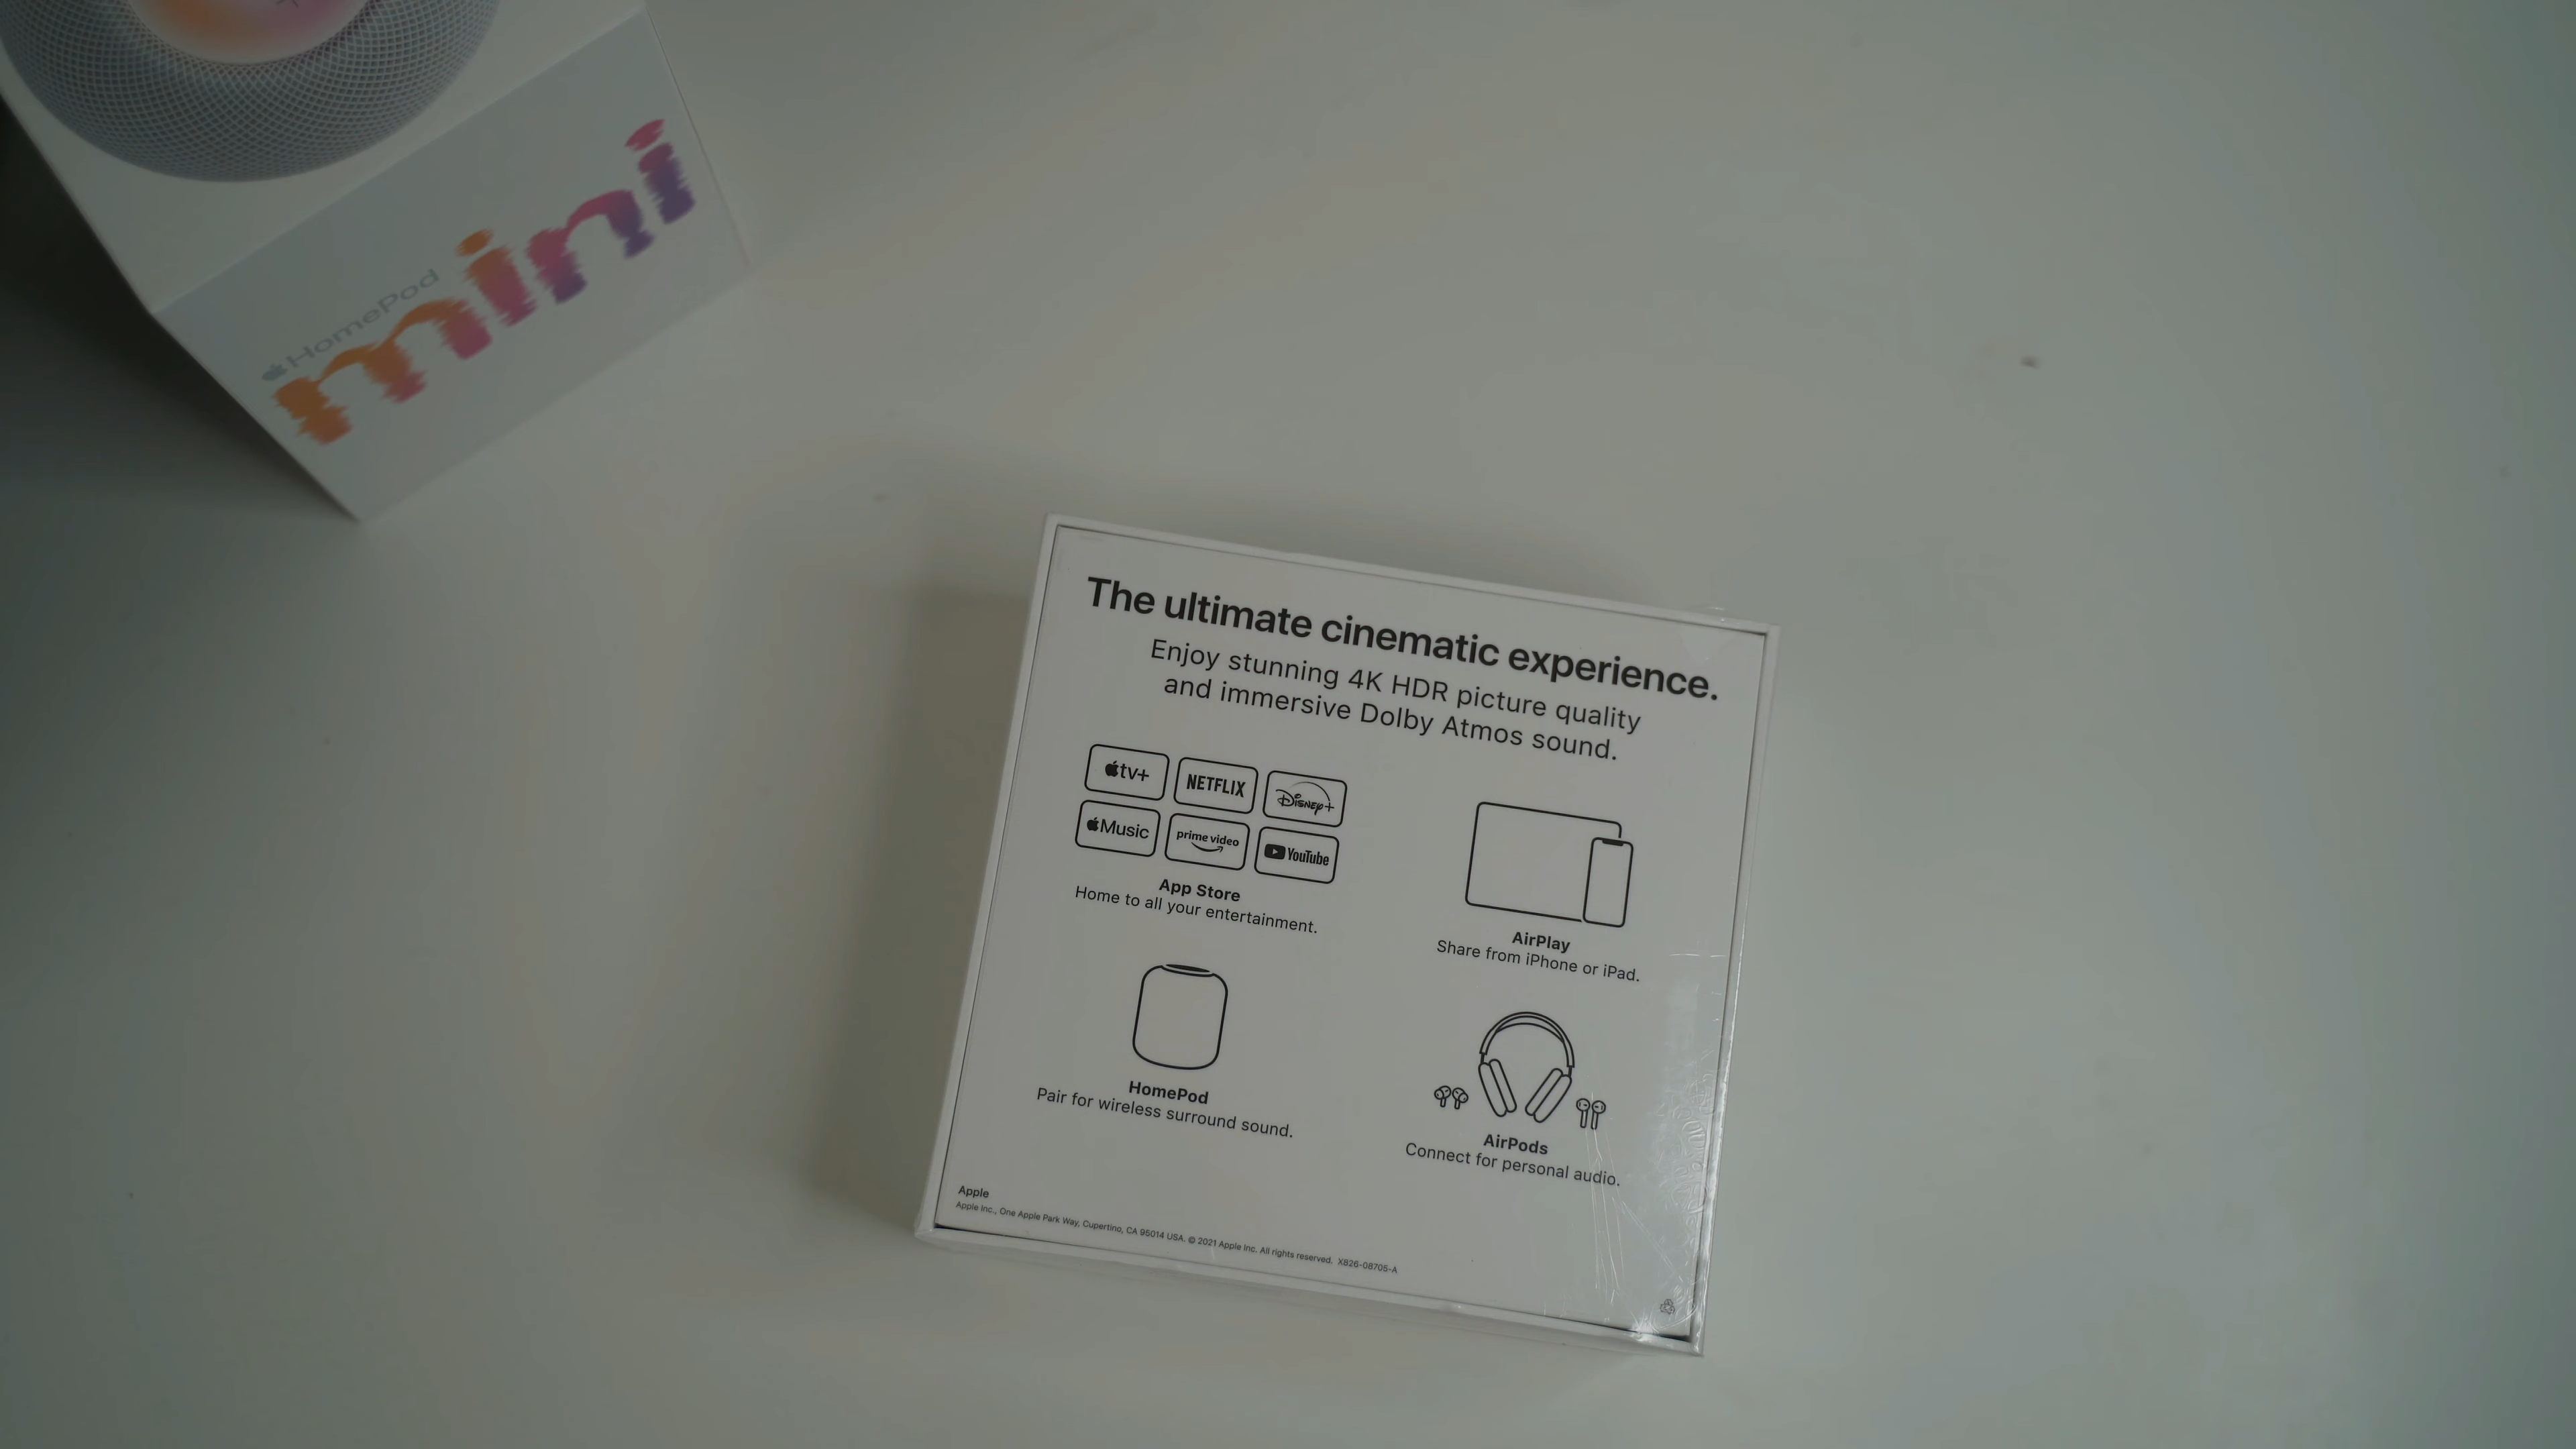 HomePod
mini
The ultimate cinematic experience.
Enjoy stunning 4K HDR picture quality
and immersive Dolby Atmos sound.
tv+
NETFLIX
Disney+
Music
prime video
YouTube
App Store
Home to all your entertainment.
AirPlay
Share from iPhone or iPad.
HomePod
Pair for wireless surround sound.
AirPods
Connect for personal audio.
Apple
Apple Inc., One Apple Park Way, Cupertino, CA 95014 USA. © 2021 Apple Inc. All rights reserved. X826-08705-A